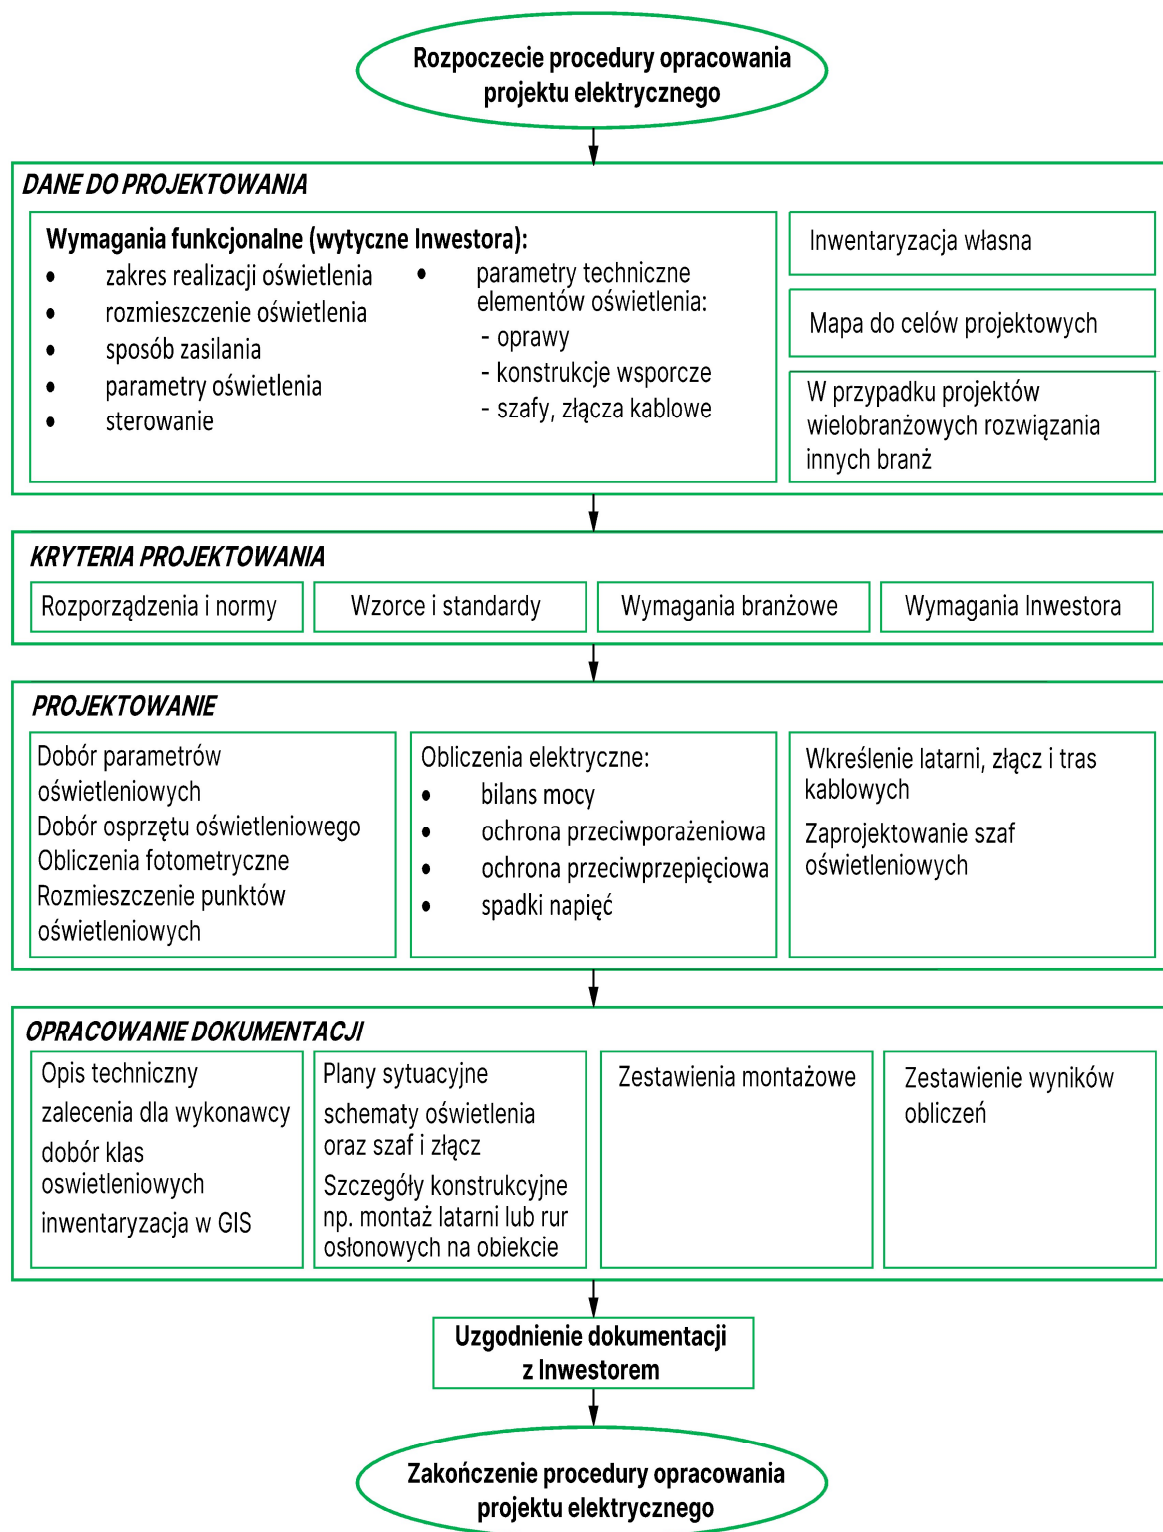 Rozpoczecie procedury opracowania
projektu elektrycznego
DANE DO PROJEKTOWANIA
Wymagania funkcjonalne (wytyczne Inwestora):
• zakres realizacji oświetlenia
• rozmieszczenie oświetlenia
• sposób zasilania
• parametry oświetlenia
• sterowanie
• parametry techniczne
elementów oświetlenia:
- oprawy
- konstrukcje wsporcze
- szafy, złącza kablowe
Inwentaryzacja własna
Mapa do celów projektowych
W przypadku projektów
wielobranżowych rozwiązania
innych branż
KRYTERIA PROJEKTOWANIA
Rozporządzenia i normy
Wzorce i standardy
Wymagania branżowe
Wymagania Inwestora
PROJEKTOWANIE
Dobór parametrów
oświetleniowych
Dobór osprzętu oświetleniowego
Obliczenia fotometryczne
Rozmieszczenie punktów
oświetleniowych
Obliczenia elektryczne:
• bilans mocy
• ochrona przeciwporażeniowa
• ochrona przeciwprzepięciowa
• spadki napięć
Wkreślenie latarni, złącz i tras
kablowych
Zaprojektowanie szaf
oświetleniowych
OPRACOWANIE DOKUMENTACJI
Opis techniczny
zalecenia dla wykonawcy
dobór klas
oswietleniowych
inwentaryzacja w GIS
Plany sytuacyjne
schematy oświetlenia
oraz szaf i złącz
Szczegóły konstrukcyjne
np. montaż latarni lub rur
osłonowych na obiekcie
Zestawienia montażowe
Zestawienie wyników
obliczeń
Uzgodnienie dokumentacji
z Inwestorem
Zakończenie procedury opracowania
projektu elektrycznego